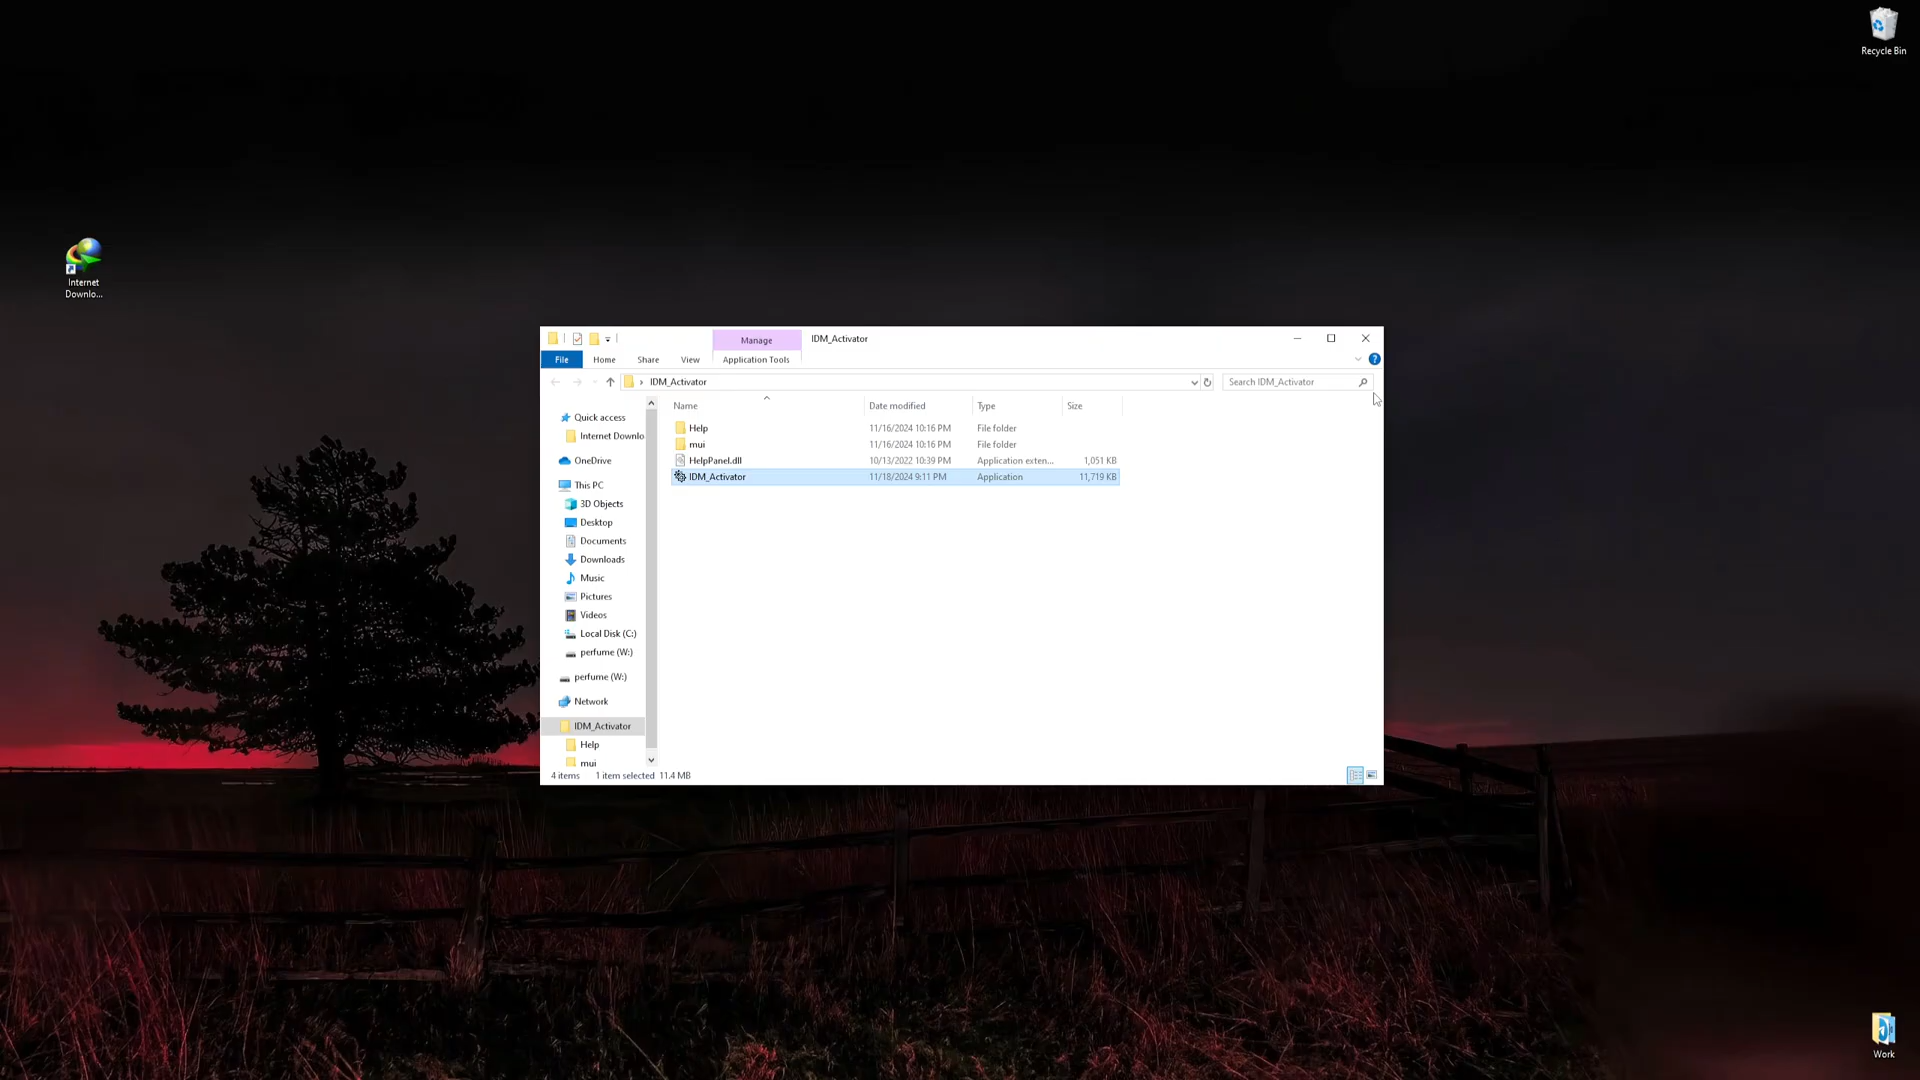 Recycle Bin
Internet
Downlo...
Manage
IDM_Activator
File
Home
Share
View
Application Tools
IDM_Activator
Search IDM_Activator
Name
Date modified
Type
Size
Quick access
Internet Downlo
OneDrive
This PC
3D Objects
Desktop
Documents
Downloads
Music
Pictures
Videos
Local Disk (C:)
perfume (W:)
perfume (W:)
Network
IDM_Activator
Help
mui
Help 11/16/2024 10:16 PM File folder
mui 11/16/2024 10:16 PM File folder
HelpPanel.dll 10/13/2022 10:39 PM Application exten... 1,051 KB
IDM_Activator 11/18/2024 9:11 PM Application 11,719 KB
4 items 1 item selected 11.4 MB
Work